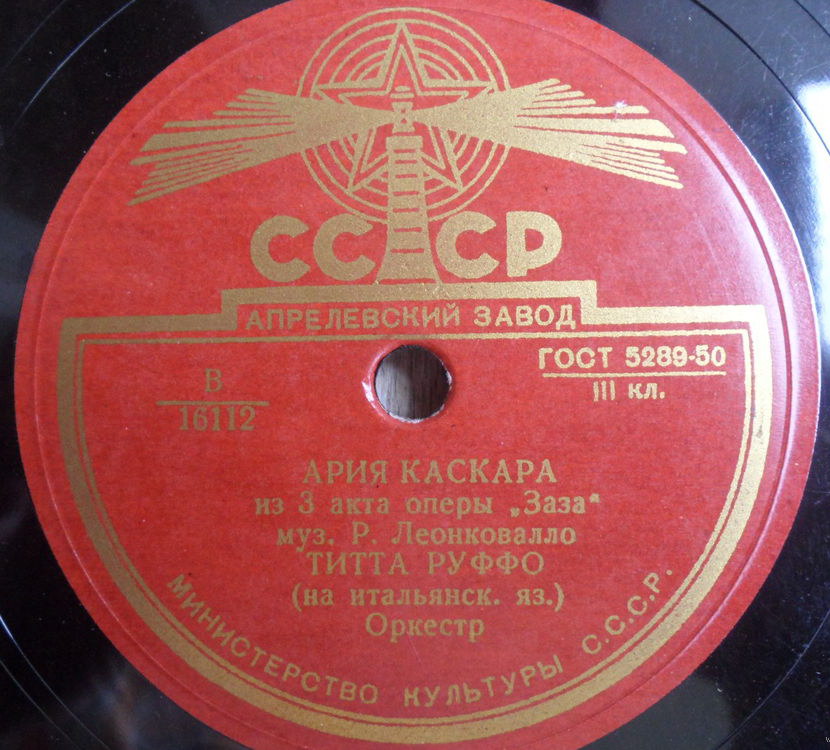 СССР
АПРЕЛЕВСКИЙ ЗАВОД
ГОСТ 5289-50
III кл.
В
16112
АРИЯ КАСКАРА
из 3 акта оперы „Заза“
муз. Р. Леонковалло
ТИТТА РУФФО
(на итальянск. яз.)
Оркестр
МИНИСТЕРСТВО КУЛЬТУРЫ С.С.С.Р.